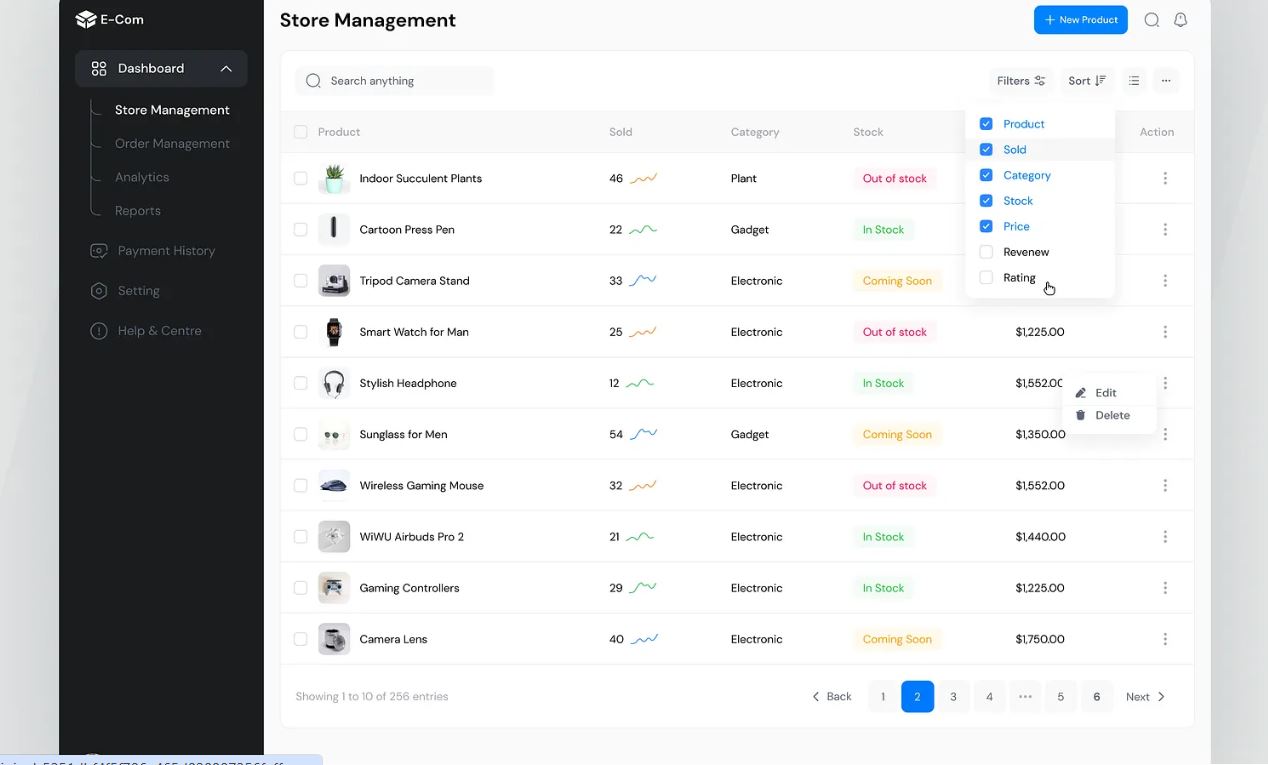 E-Com
Store Management
New Product
Dashboard
Store Management
Order Management
Analytics
Reports
Payment History
Setting
Help & Centre
Search anything
Filters
Sort
Product Sold Category Stock Action
Product
Sold
Category
Stock
Price
Revenew
Rating
Indoor Succulent Plants 46 Plant Out of stock
Cartoon Press Pen 22 Gadget In Stock
Tripod Camera Stand 33 Electronic Coming Soon
Smart Watch for Man 25 Electronic Out of stock $1,225.00
Stylish Headphone 12 Electronic In Stock $1,552.00
Edit
Delete
Sunglass for Men 54 Gadget Coming Soon $1,350.00
Wireless Gaming Mouse 32 Electronic Out of stock $1,552.00
WiWU Airbuds Pro 2 21 Electronic In Stock $1,440.00
Gaming Controllers 29 Electronic In Stock $1,225.00
Camera Lens 40 Electronic Coming Soon $1,750.00
Showing 1 to 10 of 256 entries
Back 1 2 3 4 ••• 5 6 Next